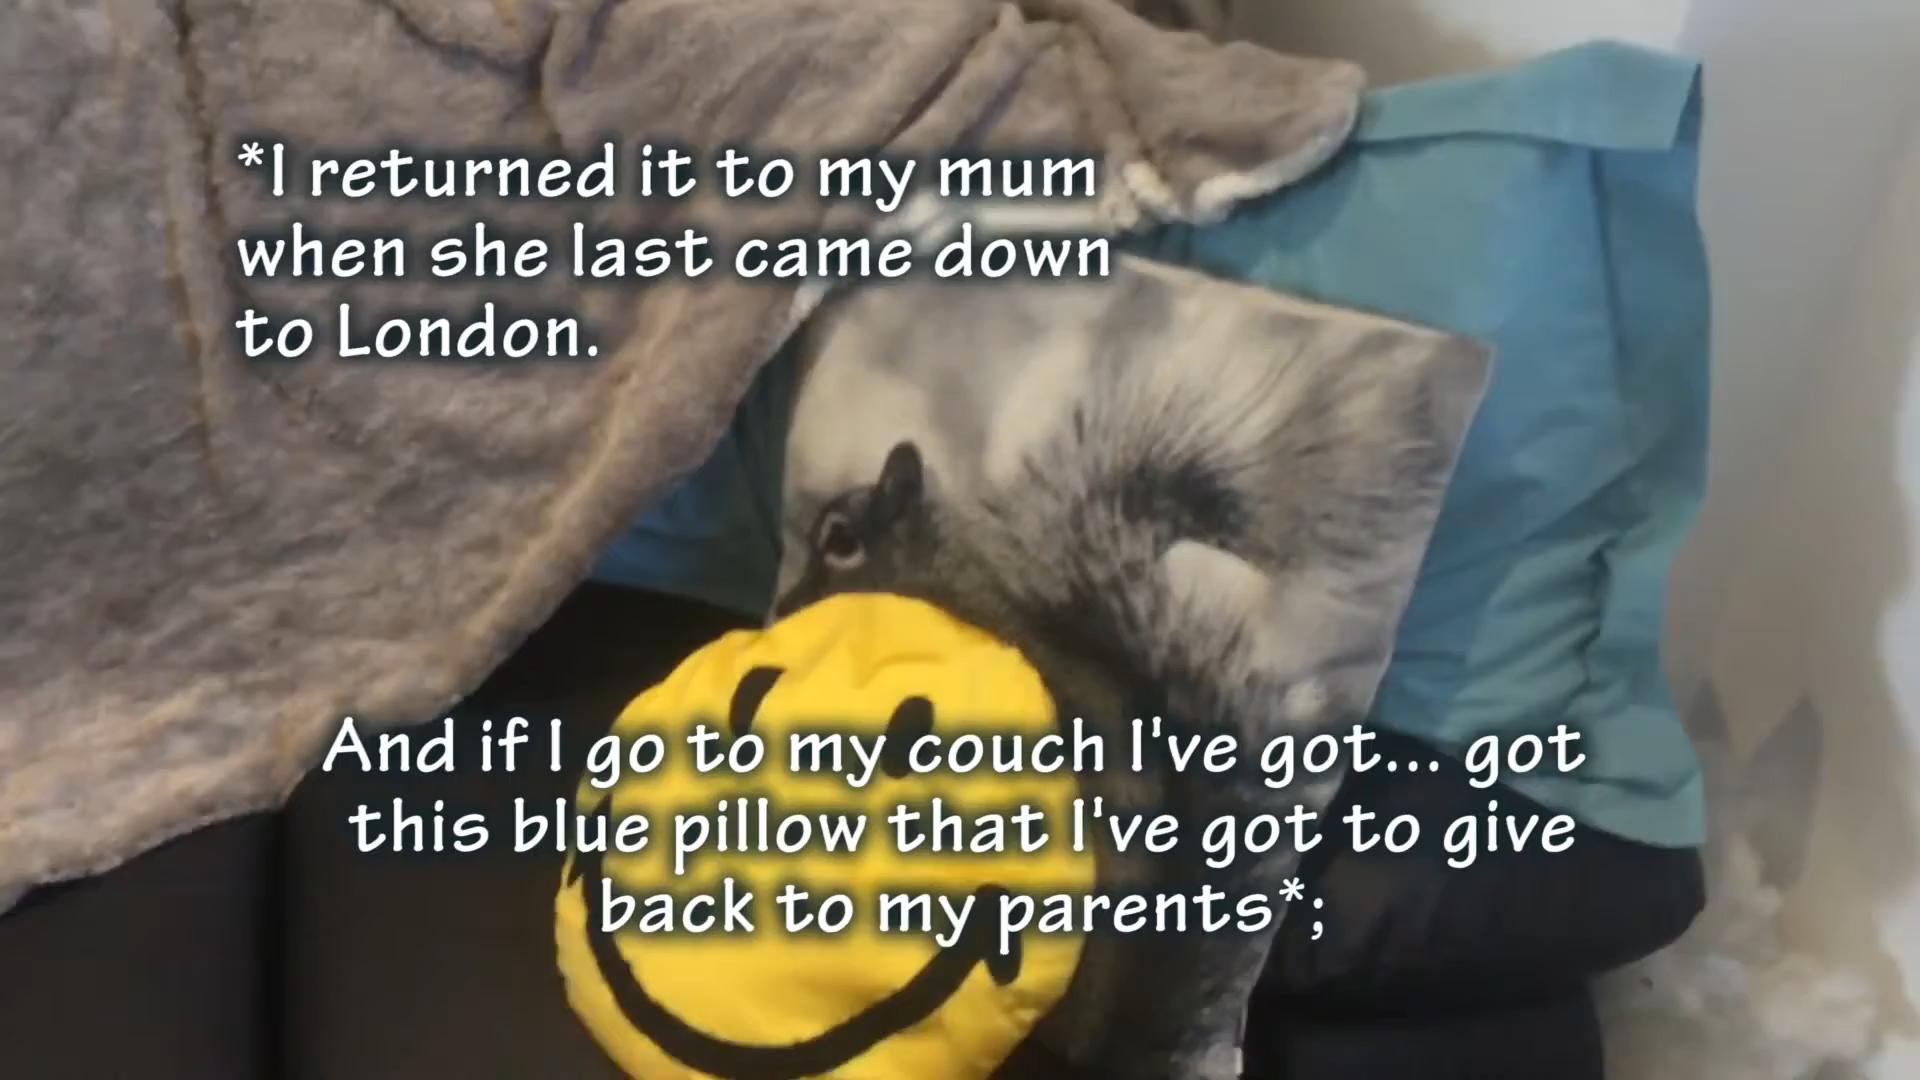 *I returned it to my mum
when she last came down
to London.
And if I go to my couch I've got... got
this blue pillow that I've got to give
back to my parents*;